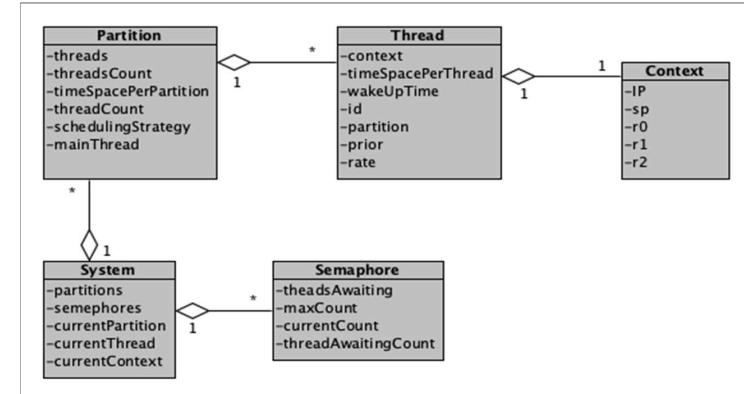 Partition
-threads
-threadsCount
-timeSpacePerPartition
-threadCount
-schedulingStrategy
-mainThread
1
*
Thread
-context
-timeSpacePerThread
-wakeUpTime
-id
-partition
-prior
-rate
1
1
Context
-IP
-sp
-r0
-r1
-r2
*
1
System
-partitions
-semephores
-currentPartition
-currentThread
-currentContext
1
*
Semaphore
-theadsAwaiting
-maxCount
-currentCount
-threadAwaitingCount